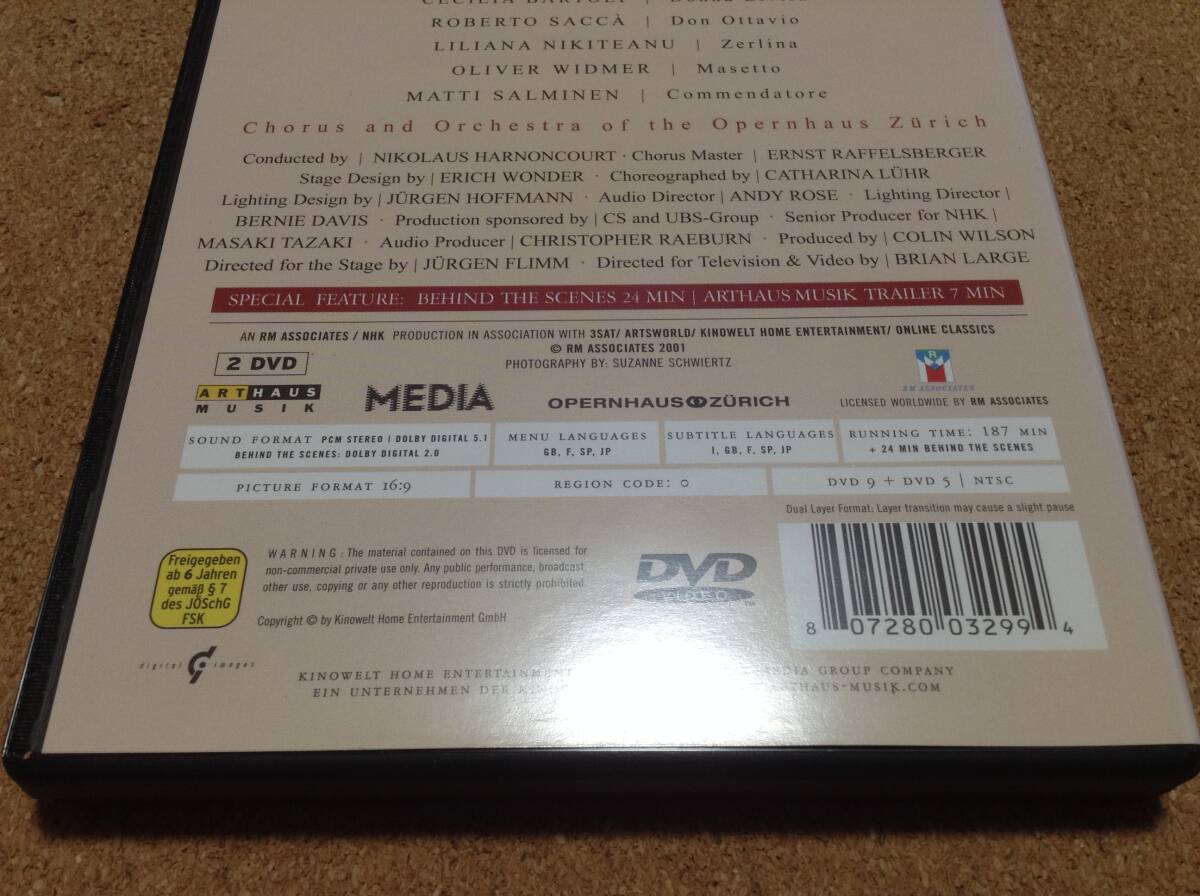 CECILIA BARTOLI | Donna Elvira
ROBERTO SACCÀ | Don Ottavio
LILIANA NIKITEANU | Zerlina
OLIVER WIDMER | Masetto
MATTI SALMINEN | Commendatore
Chorus and Orchestra of the Opernhaus Zürich
Conducted by | NIKOLAUS HARNONCOURT · Chorus Master | ERNST RAFFELSBERGER
Stage Design by | ERICH WONDER · Choreographed by | CATHARINA LÜHR
Lighting Design by | JÜRGEN HOFFMANN · Audio Director | ANDY ROSE · Lighting Director |
BERNIE DAVIS · Production sponsored by | CS and UBS-Group · Senior Producer for NHK |
MASAKI TAZAKI · Audio Producer | CHRISTOPHER RAEBURN · Produced by | COLIN WILSON
Directed for the Stage by | JÜRGEN FLIMM · Directed for Television & Video by | BRIAN LARGE
SPECIAL FEATURE: BEHIND THE SCENES 24 MIN | ARTHAUS MUSIK TRAILER 7 MIN
AN RM ASSOCIATES / NHK PRODUCTION IN ASSOCIATION WITH 3SAT/ ARTSWORLD/ KINOWELT HOME ENTERTAINMENT/ ONLINE CLASSICS
© RM ASSOCIATES 2001
PHOTOGRAPHY BY: SUZANNE SCHWIERTZ
2 DVD
ARTHAUS
MUSIK
MEDIA
OPERNHAUS ZÜRICH
R M
RM ASSOCIATES
LICENSED WORLDWIDE BY RM ASSOCIATES
SOUND FORMAT PCM STEREO | DOLBY DIGITAL 5.1
BEHIND THE SCENES: DOLBY DIGITAL 2.0
MENU LANGUAGES
GB, F, SP, JP
SUBTITLE LANGUAGES
I, GB, F, SP, JP
RUNNING TIME: 187 MIN
+ 24 MIN BEHIND THE SCENES
PICTURE FORMAT 16:9
REGION CODE: 0
DVD 9 + DVD 5 | NTSC
Dual Layer Format: Layer transition may cause a slight pause
Freigegeben
ab 6 Jahren
gemäß § 7
des JÖSchG
FSK
WARNING: The material contained on this DVD is licensed for
non-commercial private use only. Any public performance, broadcast,
other use, copying or any other reproduction is strictly prohibited.
Copyright © by Kinowelt Home Entertainment GmbH
DVD
VIDEO
TM
8 07280 03299 4
digital images
KINOWELT HOME ENTERTAINMENT
GROUP COMPANY
EIN UNTERNEHMEN DER
ARTHAUS-MUSIK.COM